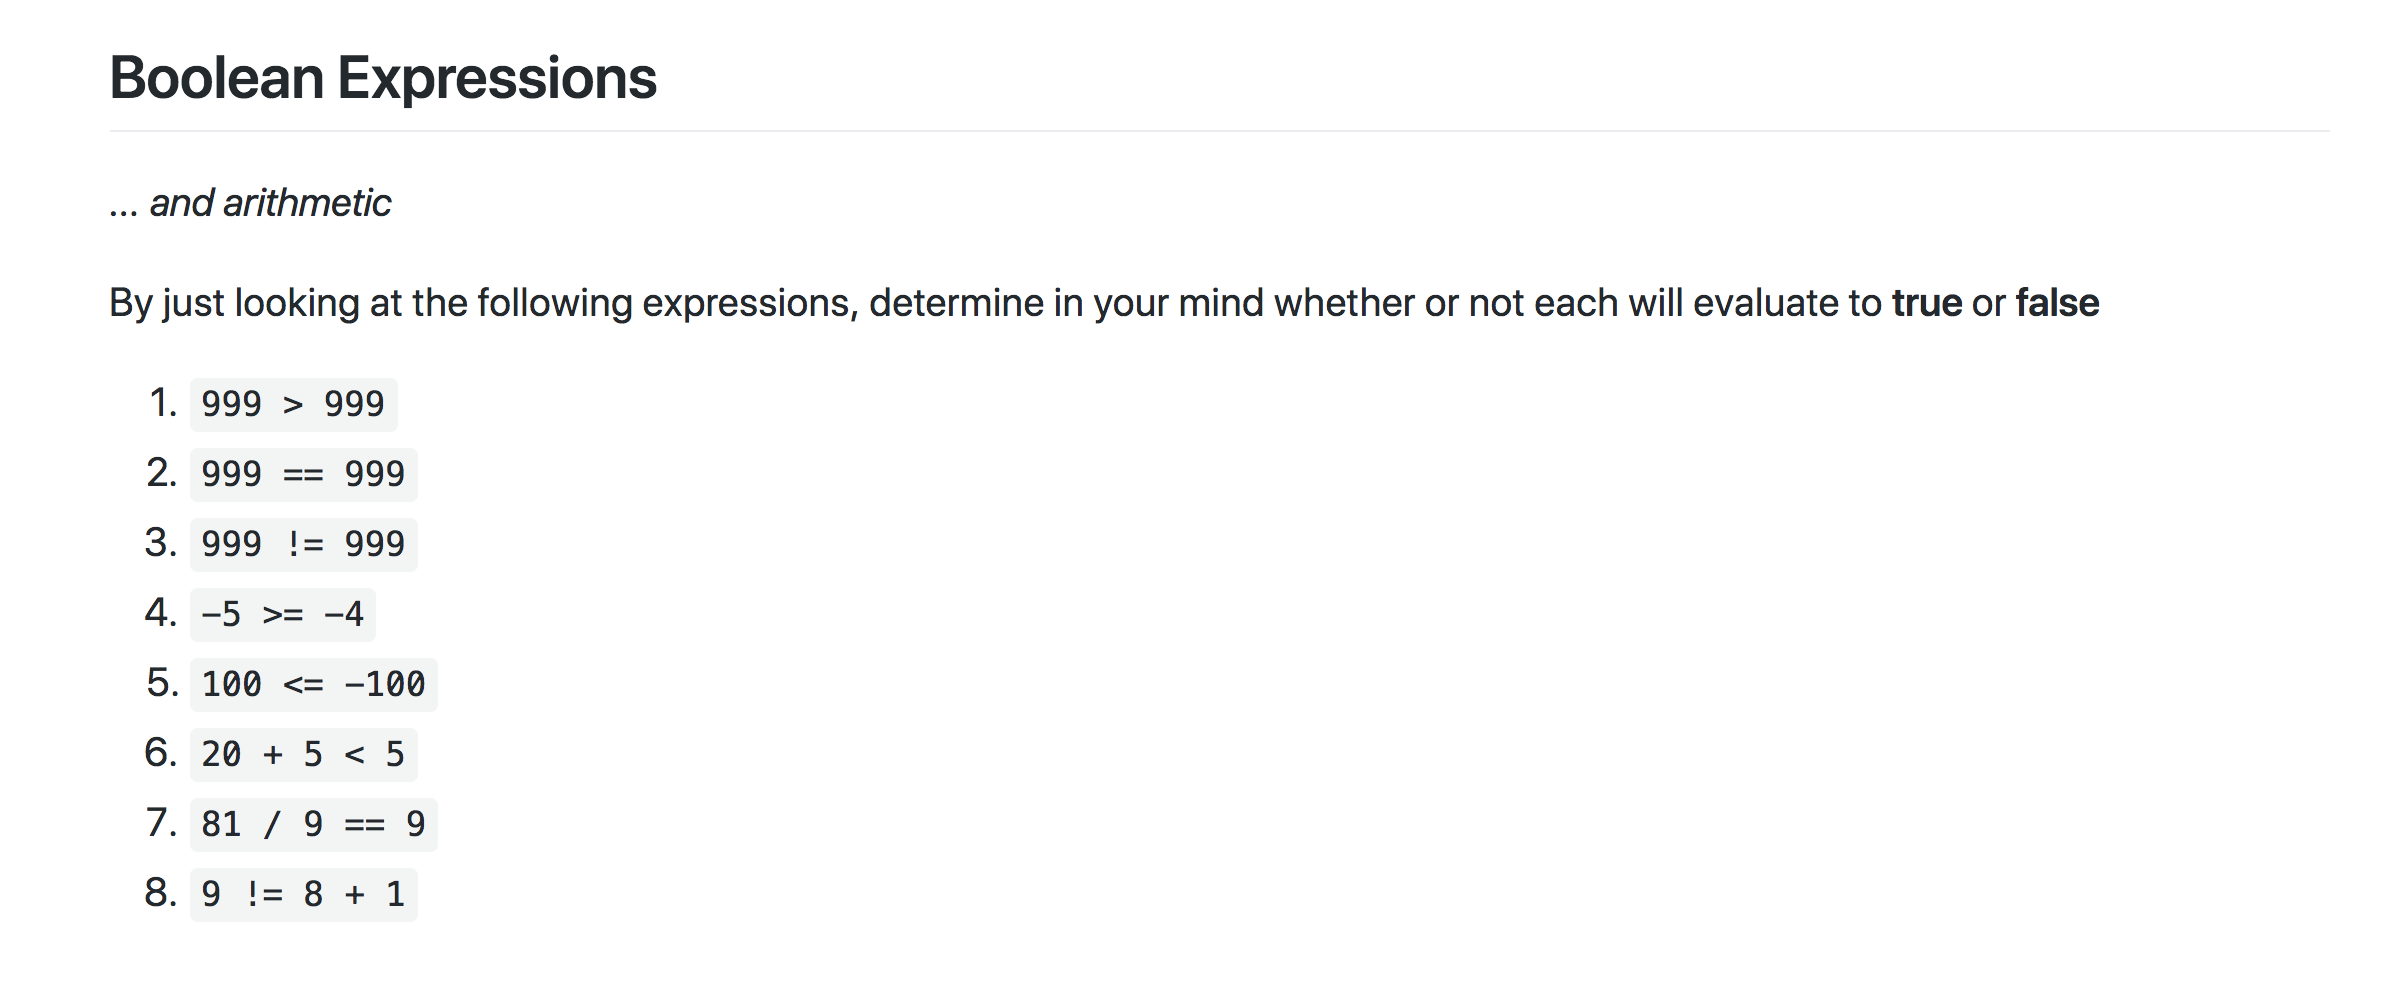 Boolean Expressions
... and arithmetic
By just looking at the following expressions, determine in your mind whether or not each will evaluate to true or false
1. 999 > 999
2. 999 == 999
3. 999 != 999
4. -5 >= -4
5. 100 <= -100
6. 20 + 5 < 5
7. 81 / 9 == 9
8. 9 != 8 + 1